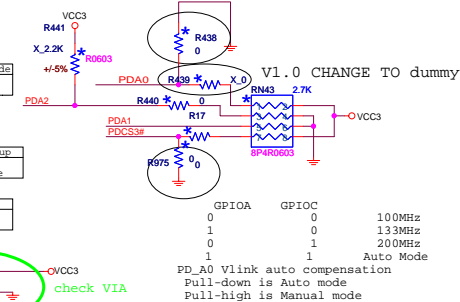 VCC3
R441
X_2.2K
+/-5%
R0603
R438
0
PDA0
R439
X_0
V1.0 CHANGE TO dummy
RN43
2.7K
PDA2
R440
0
VCC3
PDA1
R17
PDCS3#
0
8P4R0603
R975
0
GPIOA GPIOC
0 0 100MHz
1 0 133MHz
0 1 200MHz
1 1 Auto Mode
PD_A0 Vlink auto compensation
Pull-down is Auto mode
Pull-high is Manual mode
VCC3
check VIA